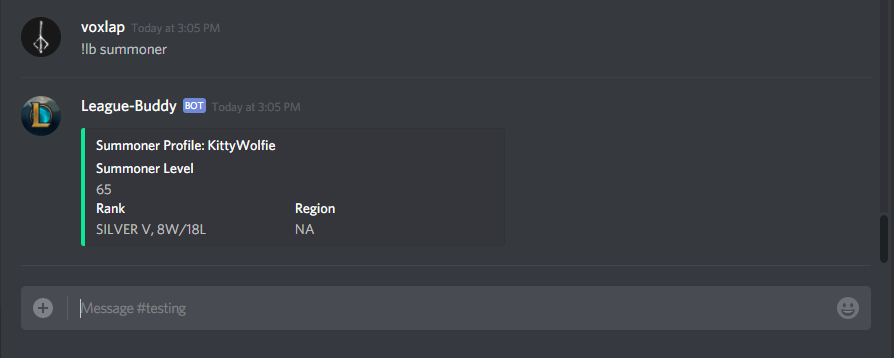 voxlap Today at 3:05 PM
!lb summoner
League-Buddy BOT Today at 3:05 PM
Summoner Profile: KittyWolfie
Summoner Level
65
Rank Region
SILVER V, 8W/18L NA
Message #testing